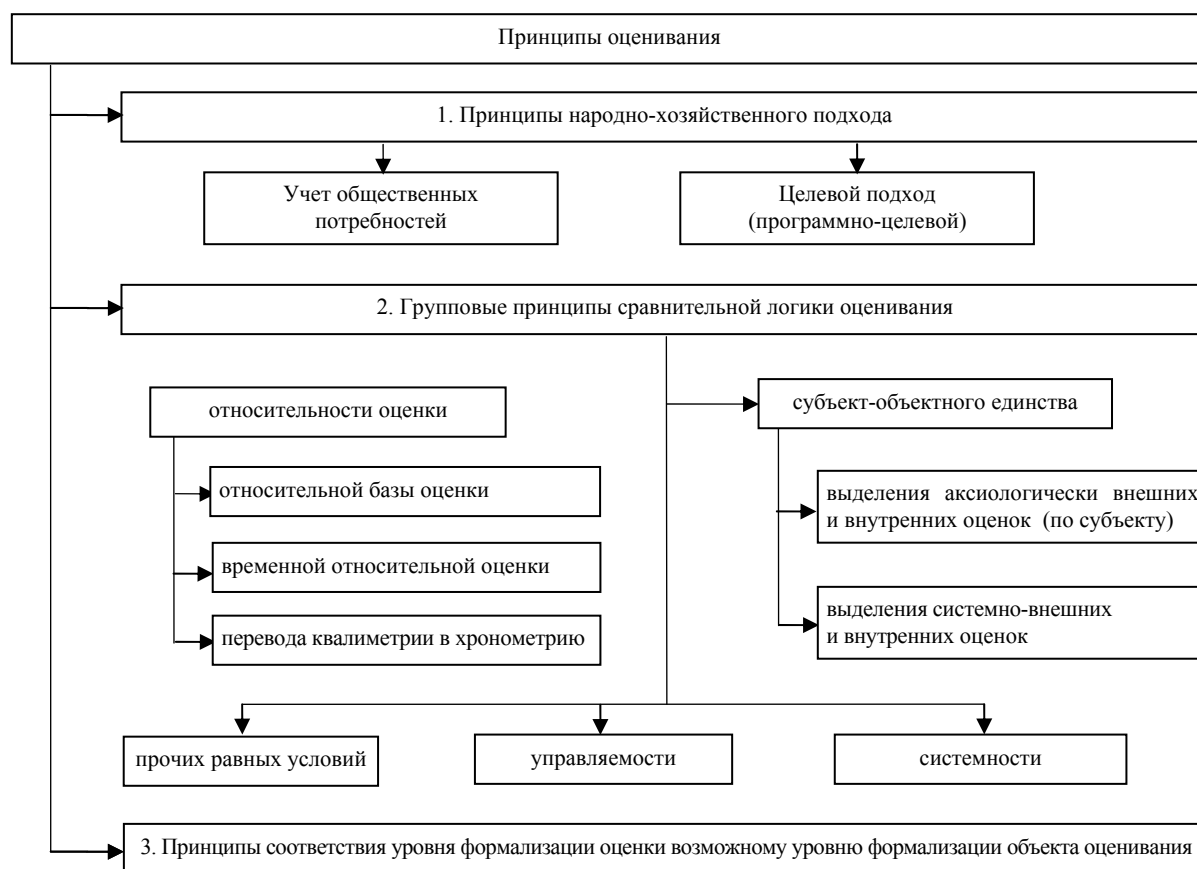 Принципы оценивания
1. Принципы народно-хозяйственного подхода
Учет общественных
потребностей
Целевой подход
(программно-целевой)
2. Групповые принципы сравнительной логики оценивания
относительности оценки
относительной базы оценки
временной относительной оценки
перевода квалиметрии в хронометрию
субъект-объектного единства
выделения аксиологически внешних
и внутренних оценок (по субъекту)
выделения системно-внешних
и внутренних оценок
прочих равных условий
управляемости
системности
3. Принципы соответствия уровня формализации оценки возможному уровню формализации объекта оценивания